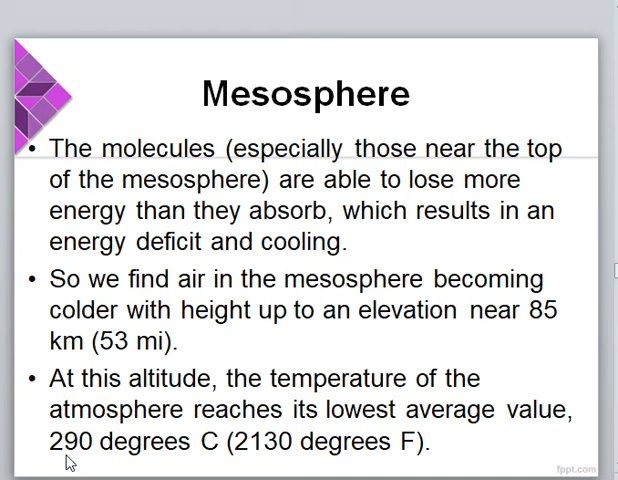 Mesosphere
• The molecules (especially those near the top
of the mesosphere) are able to lose more
energy than they absorb, which results in an
energy deficit and cooling.
• So we find air in the mesosphere becoming
colder with height up to an elevation near 85
km (53 mi).
• At this altitude, the temperature of the
atmosphere reaches its lowest average value,
290 degrees C (2130 degrees F).
fppt.com